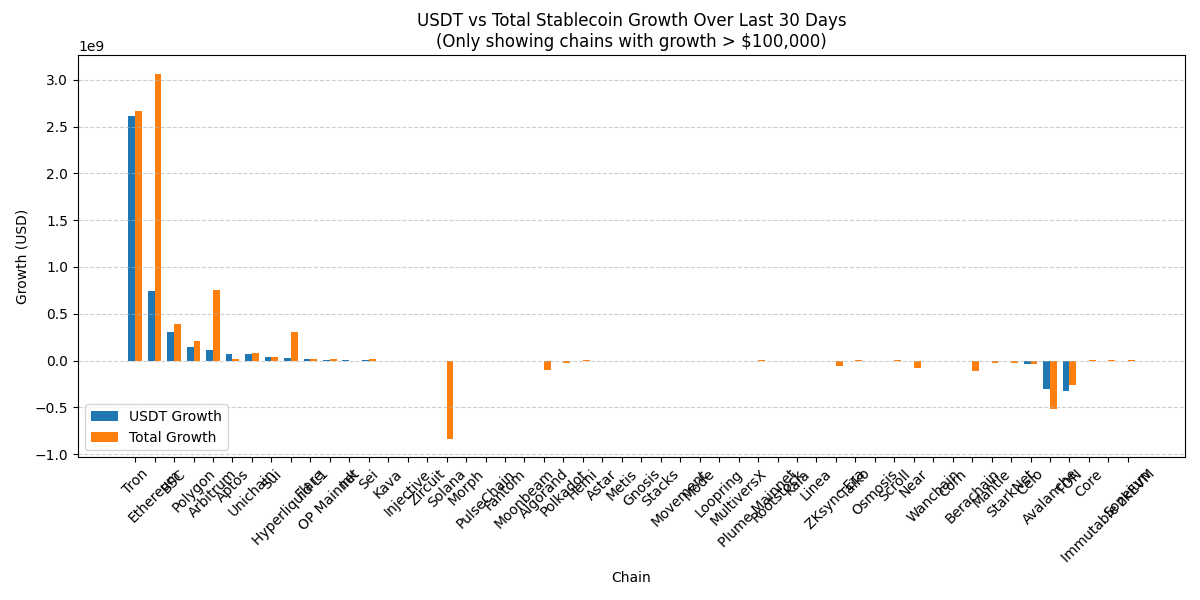 USDT vs Total Stablecoin Growth Over Last 30 Days
(Only showing chains with growth > $100,000)
1e9
3.0
2.5
2.0
1.5
1.0
0.5
0.0
−0.5
−1.0
Growth (USD)
USDT Growth
Total Growth
Tron
Ethereum
BSC
Polygon
Arbitrum
Aptos
Unichain
Sui
Hyperliquid L1
OP Mainnet
Sei
Kava
Injective
Zircuit
Solana
Morph
PulseChain
Fantom
Moonbeam
Algorand
Polkadot
Hemi
Astar
Metis
Gnosis
Stacks
Movement
Mode
Loopring
MultiversX
Plume Mainnet
Rootstock
Linea
ZKsync Era
Taiko
Osmosis
Scroll
Near
Wanchain
Corn
Berachain
Mantle
StarkNet
Celo
Avalanche
TON
Core
Immutable zkEVM
Chain